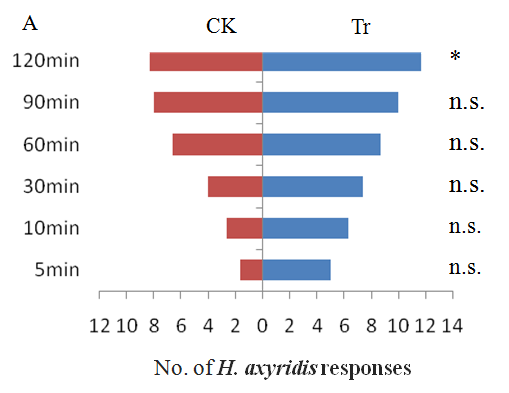 A
CK Tr
120min *
90min n.s.
60min n.s.
30min n.s.
10min n.s.
5min n.s.
12 10 8 6 4 2 0 2 4 6 8 10 12 14
No. of H. axyridis responses